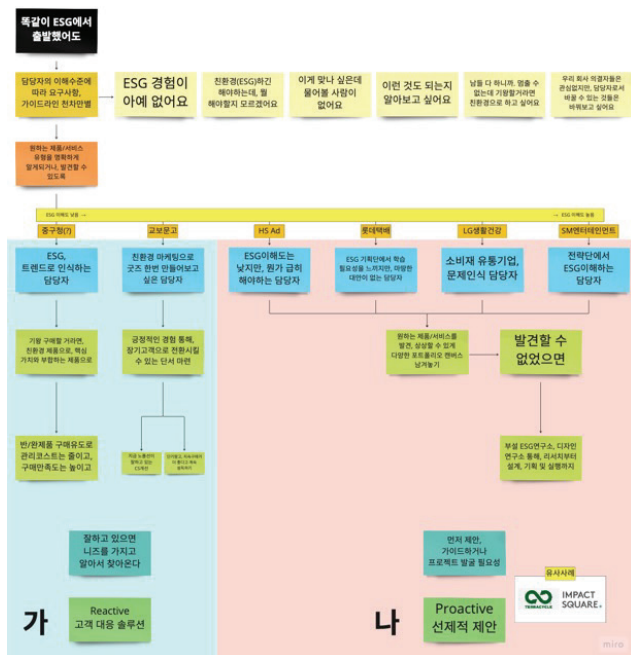 똑같이 ESG에서
출발했어도
담당자의 이해수준에
따라 요구사항,
가이드라인 천차만별
ESG 경험이
아예 없어요
친환경(ESG)하긴
해야하는데, 뭘
해야할지 모르겠어요
이게 맞나 싶은데
물어볼 사람이
없어요
이런 것도 되는지
알아보고 싶어요
남들 다 하니까, 멈출 수
없는데 기왕할거라면
친환경으로 하고 싶어요
우리 회사 의결자들은
관심없지만, 담당자로서
바꿀 수 있는 것들은
바꿔보고 싶어요
원하는 제품/서비스
유형을 명확하게
알게되거나, 발견할 수
있도록
ESG 이해도 낮음 →
ESG 이해도 높음
중구청(?)
교보문고
HS Ad
롯데택배
LG생활건강
SM엔터테인먼트
ESG,
트렌드로 인식하는
담당자
친환경 마케팅으로
굿즈 한번 만들어보고
싶은 담당자
ESG이해도는
낮지만, 뭔가 급히
해야하는 담당자
ESG 기획단에서 학습
필요성을 느끼지만, 마땅한
대안이 없는 담당자
소비재 유통기업,
문제인식 담당자
전략단에서
ESG이해하는
담당자
기왕 구매할 거라면,
친환경 제품으로, 핵심
가치와 부합하는 제품으로
긍정적인 경험 통해,
장기고객으로 전환시킬
수 있는 단서 마련
원하는 제품/서비스를
발견, 상상할 수 있게
다양한 포트폴리오 캔버스
남겨놓기
발견할 수
없었으면
반/완제품 구매유도로
관리코스트는 줄이고,
구매만족도는 높이고
부설 ESG연구소, 디자인
연구소 통해, 리서치부터
설계, 기획 및 실행까지
잘하고 있으면
니즈를 가지고
알아서 찾아온다
먼저 제안,
가이드하거나
프로젝트 발굴 필요성
유사사례
TERRACYCLE
IMPACT
SQUARE.
가
Reactive
고객 대응 솔루션
나
Proactive
선제적 제안
miro